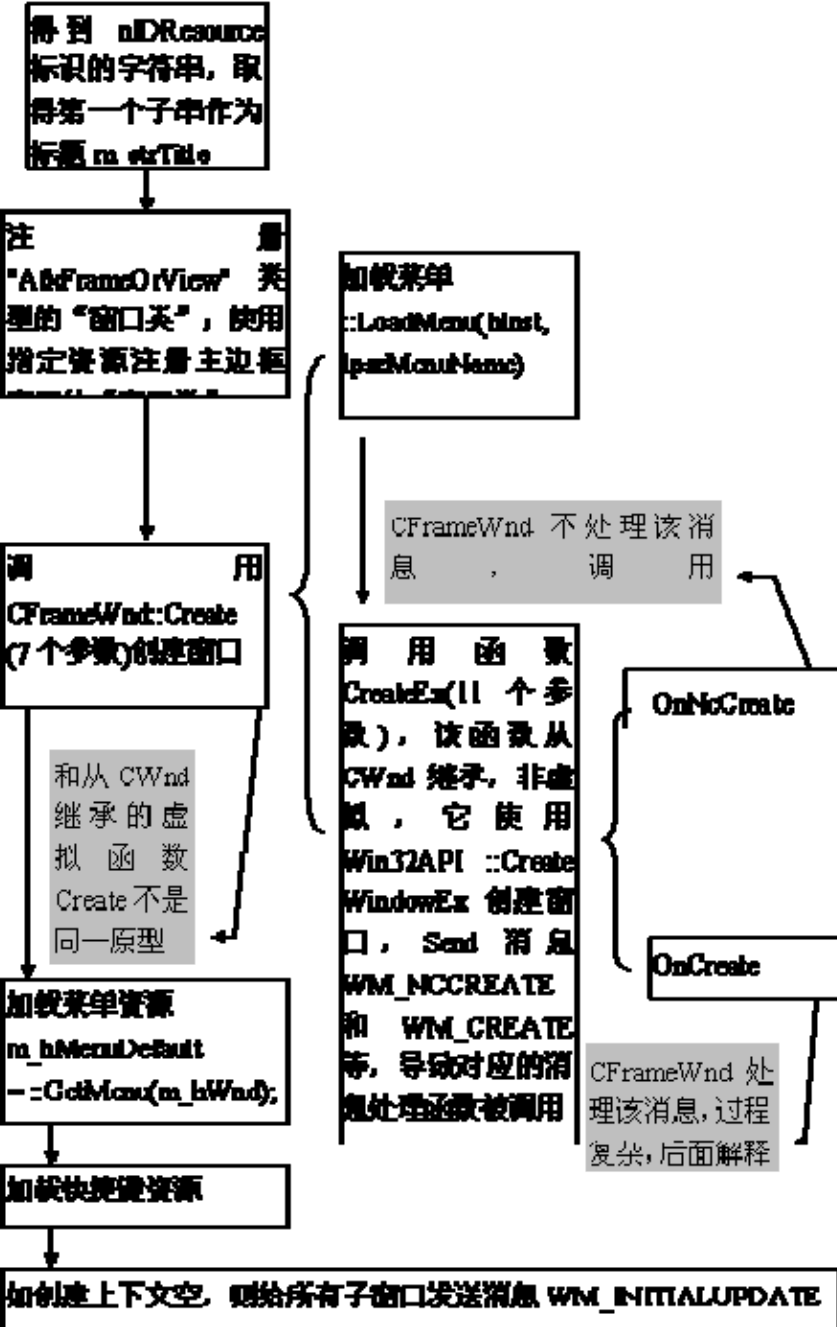 得到 nIDResource
标识的字符串，取
得第一个子串作为
标题 m_strTitle
注册
"AfxFrameOrView" 类
型的“窗口类”，使用
指定资源注册主边框
调用
CFrameWnd::Create
(7 个参数)创建窗口
和从 CWnd
继承的虚
拟函数
Create 不是
同一原型
加载菜单资源
m_hMenuDefault
=::GetMenu(m_hWnd);
加载快捷键资源
如创建上下文空，则给所有子窗口发送消息 WM_INITIALUPDATE
加载菜单
::LoadMenu(hinst,
lpszMenuName)
CFrameWnd 不处理该消
息，调用
调用函数
CreateEx(11 个参
数)，该函数从
CWnd 继承，非虚
拟，它使用
Win32API ::Create
WindowEx 创建窗
口，Send 消息
WM_NCCREATE
和 WM_CREATE
等，导致对应的消
息处理函数被调用
OnNcCreate
OnCreate
CFrameWnd 处
理该消息，过程
复杂，后面解释